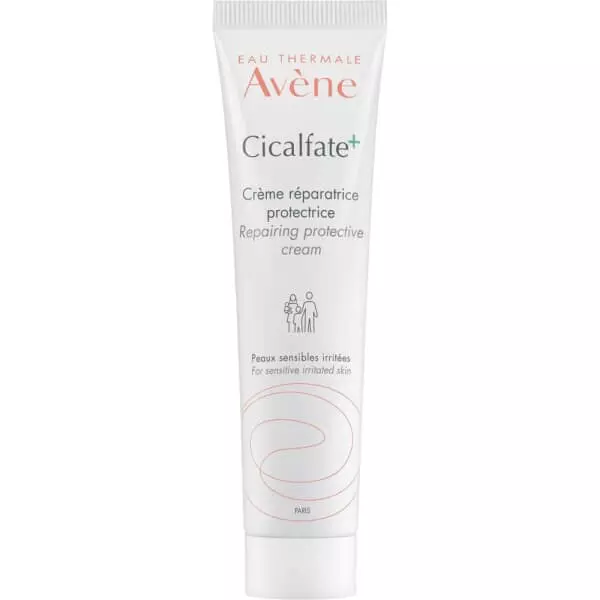 EAU THERMALE
Avène
Cicalfate+
Crème réparatrice
protectrice
Repairing protective
cream
Peaux sensibles irritées
For sensitive irritated skin
PARIS